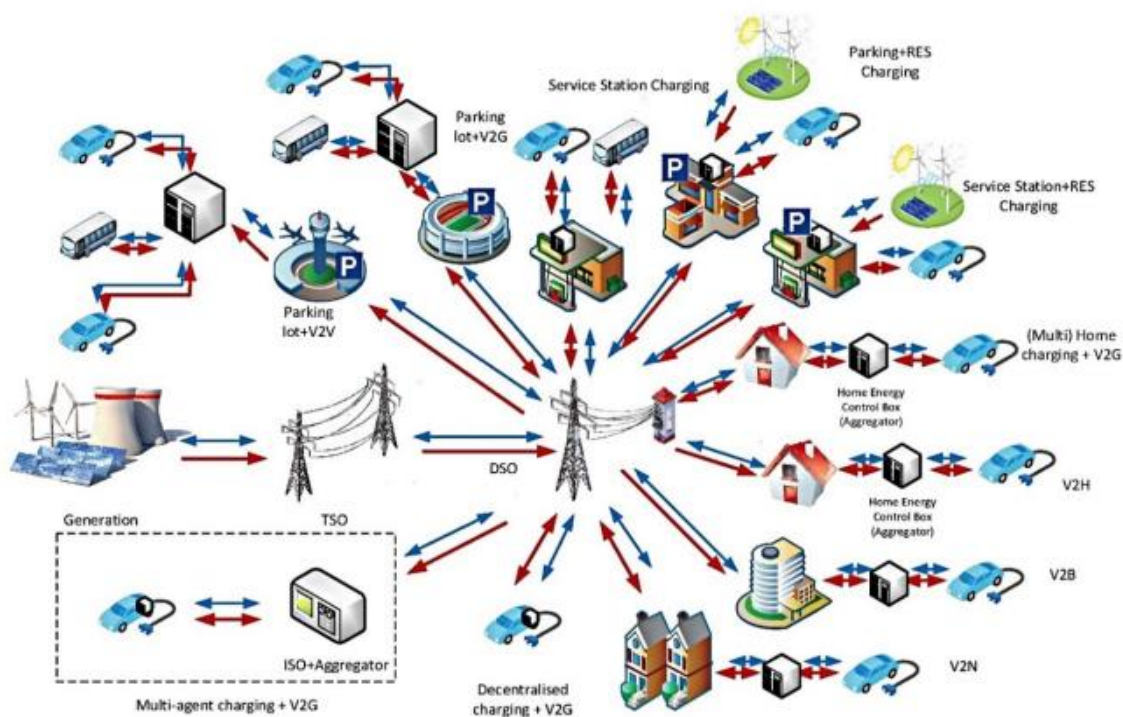 Parking+RES
Charging
Service Station Charging
Parking
lot+V2G
P
P
Service Station+RES
Charging
P
P
Parking
lot+V2V
(Multi) Home
charging + V2G
Home Energy
Control Box
(Aggregator)
DSO
V2H
Home Energy
Control Box
(Aggregator)
Generation
TSO
V2B
ISO+Aggregator
V2N
Multi-agent charging + V2G
Decentralised
charging + V2G